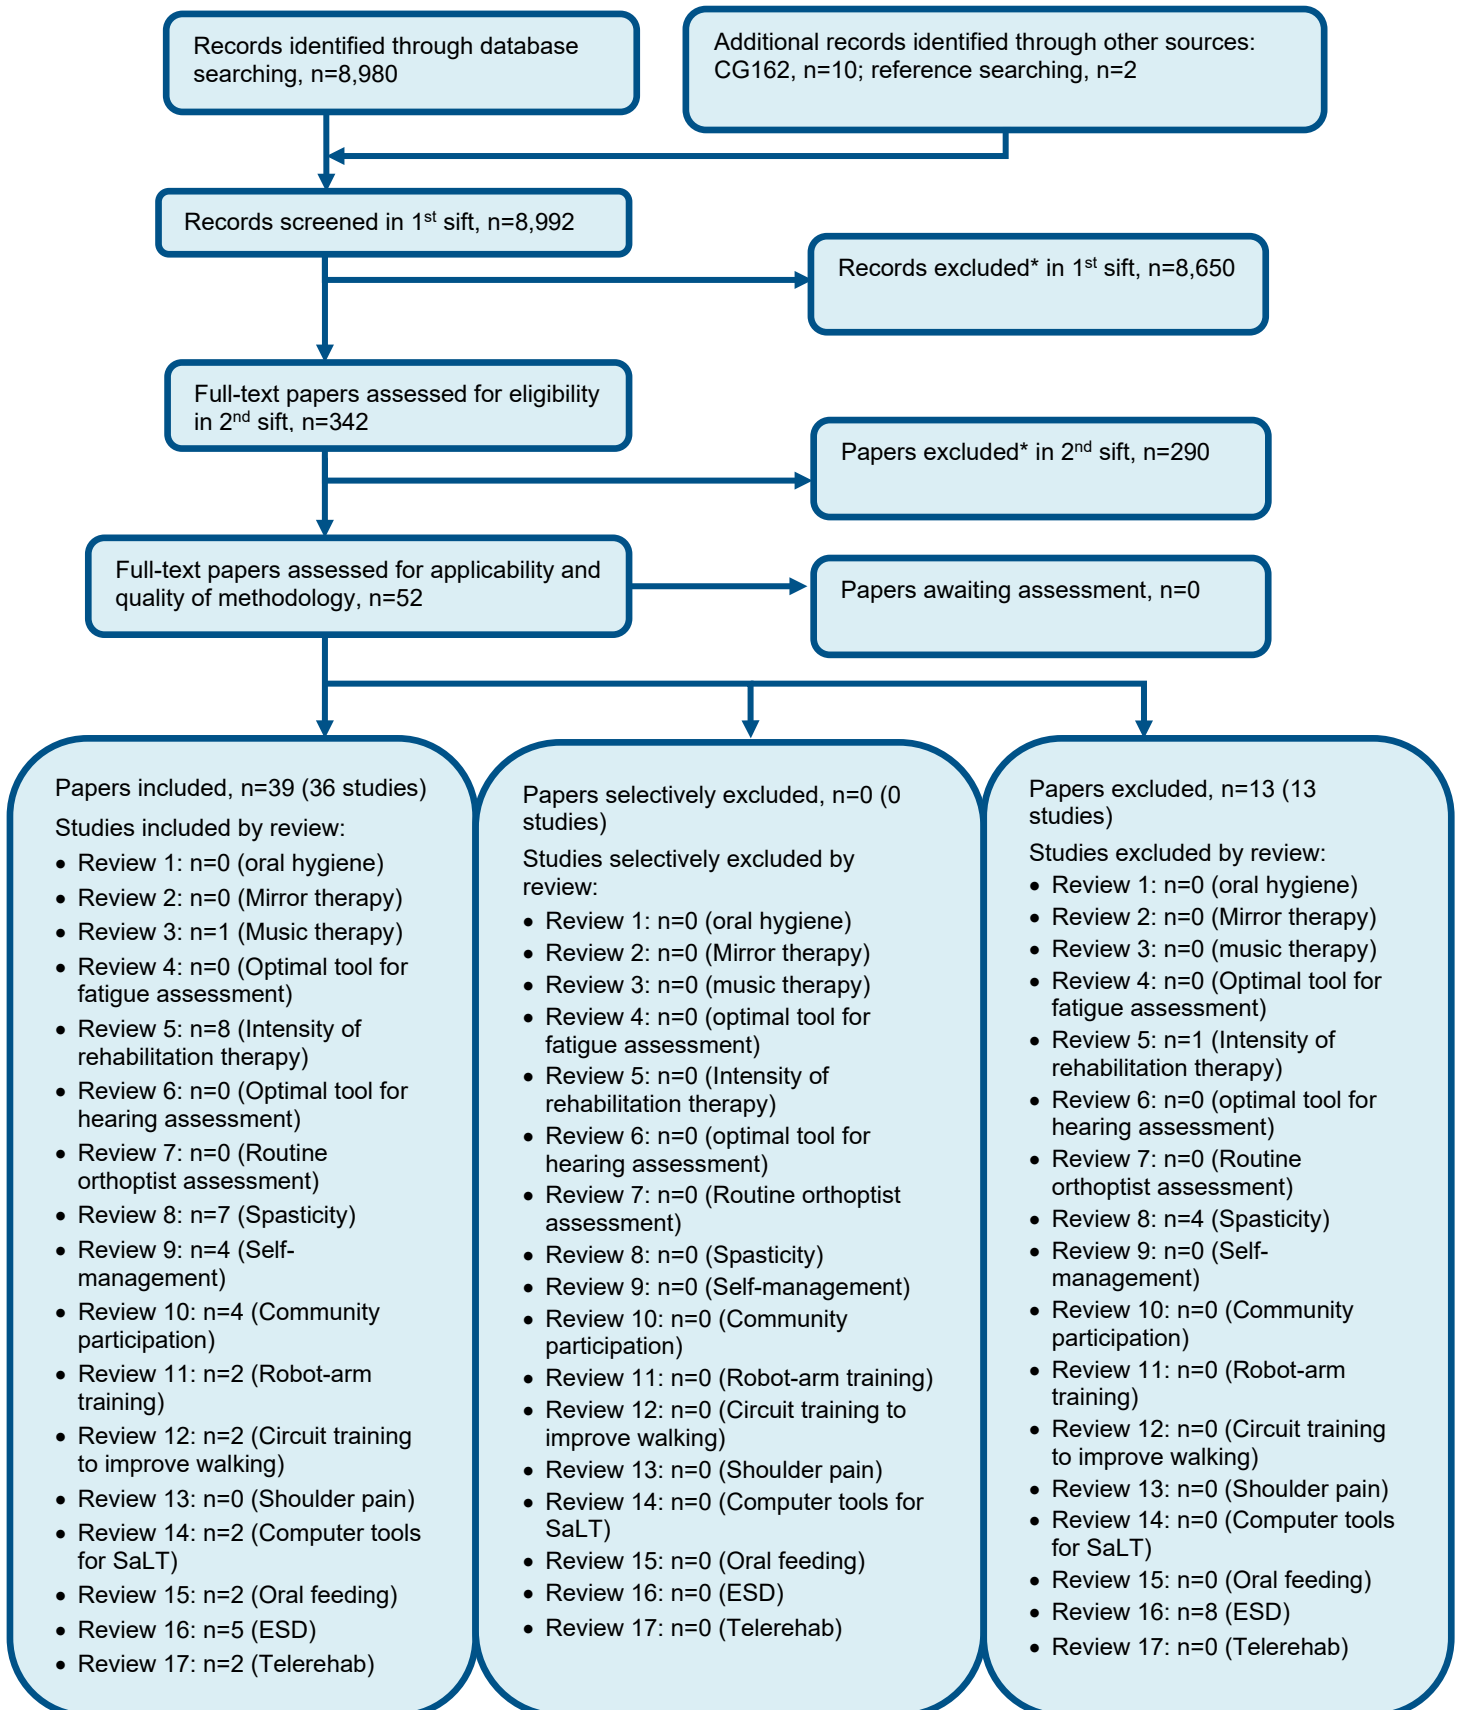 Records identified through database
searching, n=8,980
Additional records identified through other sources:
CG162, n=10; reference searching, n=2
Records screened in 1st sift, n=8,992
Records excluded* in 1st sift, n=8,650
Full-text papers assessed for eligibility
in 2nd sift, n=342
Papers excluded* in 2nd sift, n=290
Full-text papers assessed for applicability and
quality of methodology, n=52
Papers awaiting assessment, n=0
Papers included, n=39 (36 studies)
Studies included by review:
• Review 1: n=0 (oral hygiene)
• Review 2: n=0 (Mirror therapy)
• Review 3: n=1 (Music therapy)
• Review 4: n=0 (Optimal tool for
fatigue assessment)
• Review 5: n=8 (Intensity of
rehabilitation therapy)
• Review 6: n=0 (Optimal tool for
hearing assessment)
• Review 7: n=0 (Routine
orthoptist assessment)
• Review 8: n=7 (Spasticity)
• Review 9: n=4 (Self-
management)
• Review 10: n=4 (Community
participation)
• Review 11: n=2 (Robot-arm
training)
• Review 12: n=2 (Circuit training
to improve walking)
• Review 13: n=0 (Shoulder pain)
• Review 14: n=2 (Computer tools
for SaLT)
• Review 15: n=2 (Oral feeding)
• Review 16: n=5 (ESD)
• Review 17: n=2 (Telerehab)
Papers selectively excluded, n=0 (0
studies)
Studies selectively excluded by
review:
• Review 1: n=0 (oral hygiene)
• Review 2: n=0 (Mirror therapy)
• Review 3: n=0 (music therapy)
• Review 4: n=0 (optimal tool for
fatigue assessment)
• Review 5: n=0 (Intensity of
rehabilitation therapy)
• Review 6: n=0 (optimal tool for
hearing assessment)
• Review 7: n=0 (Routine orthoptist
assessment)
• Review 8: n=0 (Spasticity)
• Review 9: n=0 (Self-management)
• Review 10: n=0 (Community
participation)
• Review 11: n=0 (Robot-arm training)
• Review 12: n=0 (Circuit training to
improve walking)
• Review 13: n=0 (Shoulder pain)
• Review 14: n=0 (Computer tools for
SaLT)
• Review 15: n=0 (Oral feeding)
• Review 16: n=0 (ESD)
• Review 17: n=0 (Telerehab)
Papers excluded, n=13 (13
studies)
Studies excluded by review:
• Review 1: n=0 (oral hygiene)
• Review 2: n=0 (Mirror therapy)
• Review 3: n=0 (music therapy)
• Review 4: n=0 (Optimal tool for
fatigue assessment)
• Review 5: n=1 (Intensity of
rehabilitation therapy)
• Review 6: n=0 (optimal tool for
hearing assessment)
• Review 7: n=0 (Routine
orthoptist assessment)
• Review 8: n=4 (Spasticity)
• Review 9: n=0 (Self-
management)
• Review 10: n=0 (Community
participation)
• Review 11: n=0 (Robot-arm
training)
• Review 12: n=0 (Circuit training
to improve walking)
• Review 13: n=0 (Shoulder pain)
• Review 14: n=0 (Computer tools
for SaLT)
• Review 15: n=0 (Oral feeding)
• Review 16: n=8 (ESD)
• Review 17: n=0 (Telerehab)